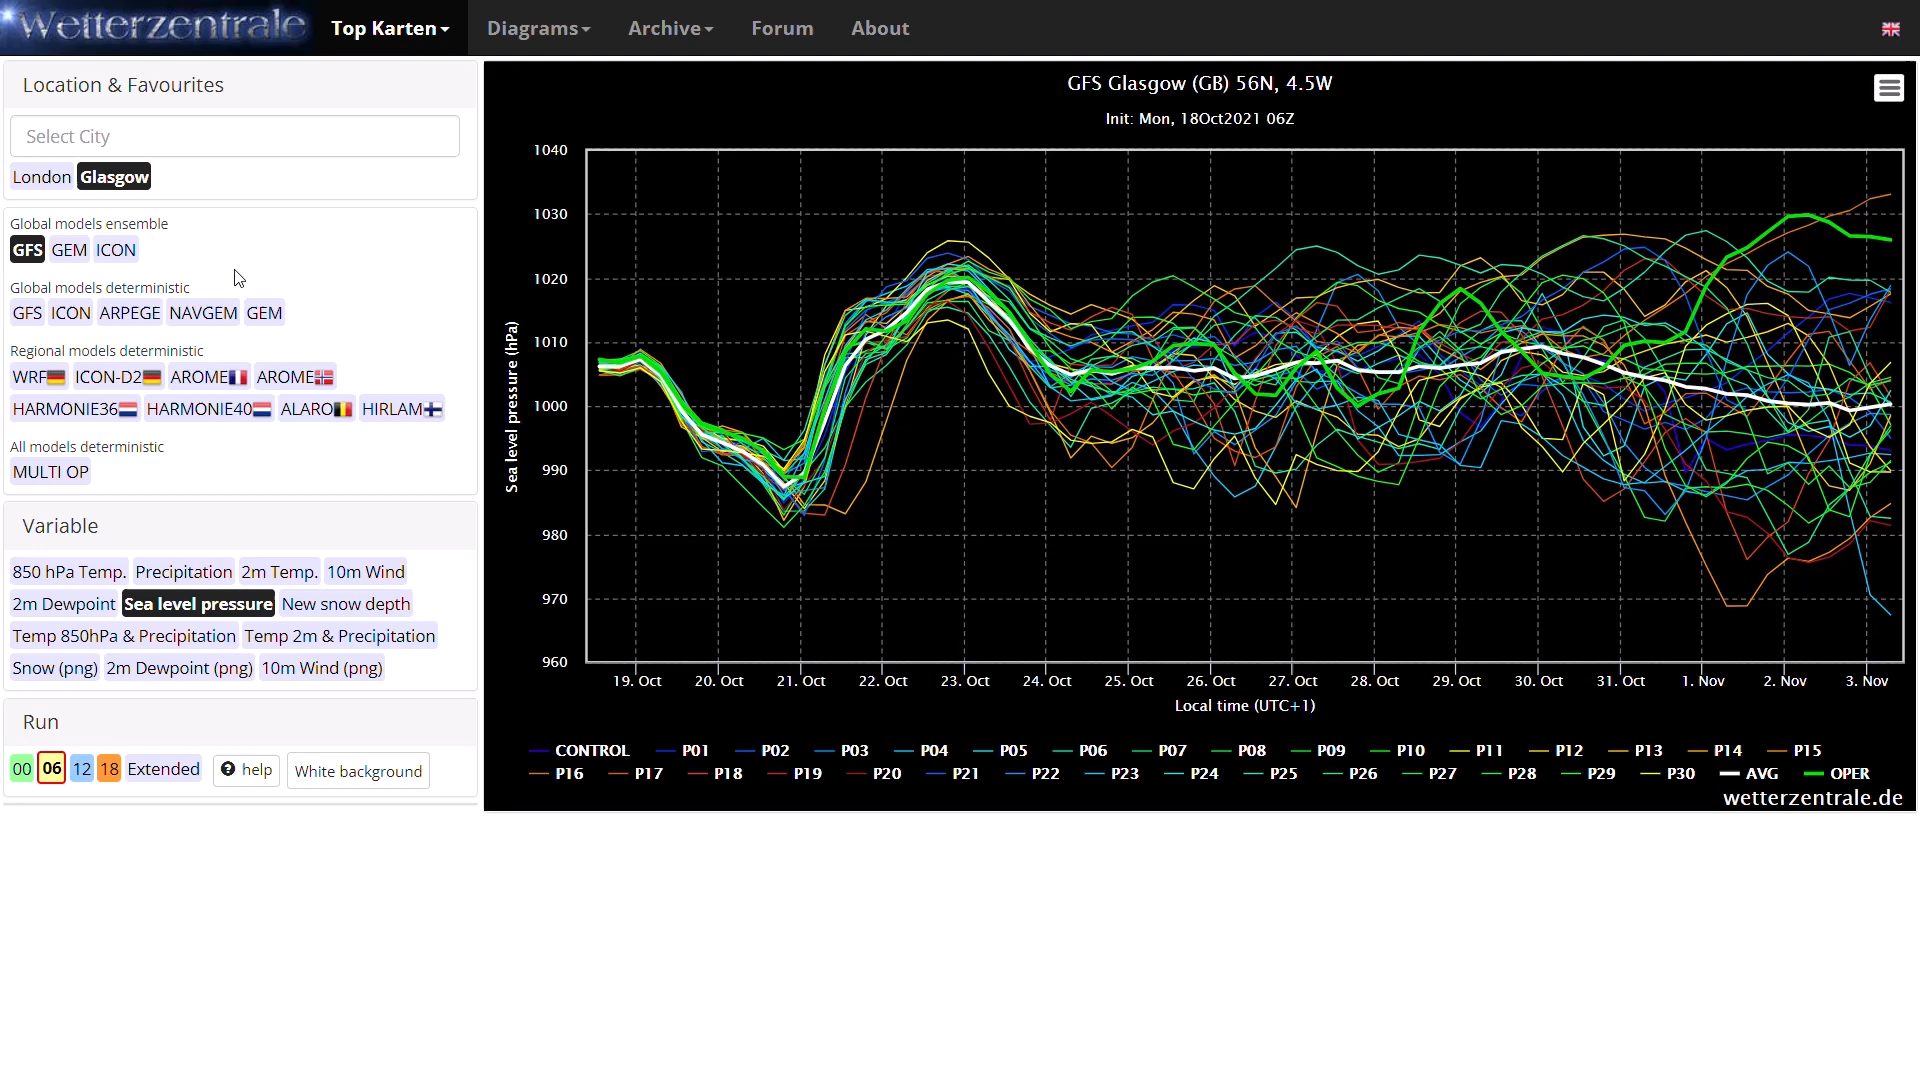 Wetterzentrale Top Karten Diagrams Archive Forum About
Location & Favourites
Select City
London Glasgow
Global models ensemble
GFS GEM ICON
Global models deterministic
GFS ICON ARPEGE NAVGEM GEM
Regional models deterministic
WRF ICON-D2 AROME AROME
HARMONIE36 HARMONIE40 ALARO HIRLAM
All models deterministic
MULTI OP
Variable
850 hPa Temp. Precipitation 2m Temp. 10m Wind
2m Dewpoint Sea level pressure New snow depth
Temp 850hPa & Precipitation Temp 2m & Precipitation
Snow (png) 2m Dewpoint (png) 10m Wind (png)
Run
00 06 12 18 Extended ? help White background
GFS Glasgow (GB) 56N, 4.5W
Init: Mon, 18Oct2021 06Z
Sea level pressure (hPa)
1040
1030
1020
1010
1000
990
980
970
960
19. Oct 20. Oct 21. Oct 22. Oct 23. Oct 24. Oct 25. Oct 26. Oct 27. Oct 28. Oct 29. Oct 30. Oct 31. Oct 1. Nov 2. Nov 3. Nov
Local time (UTC+1)
CONTROL P01 P02 P03 P04 P05 P06 P07 P08 P09 P10 P11 P12 P13 P14 P15
P16 P17 P18 P19 P20 P21 P22 P23 P24 P25 P26 P27 P28 P29 P30 AVG OPER
wetterzentrale.de